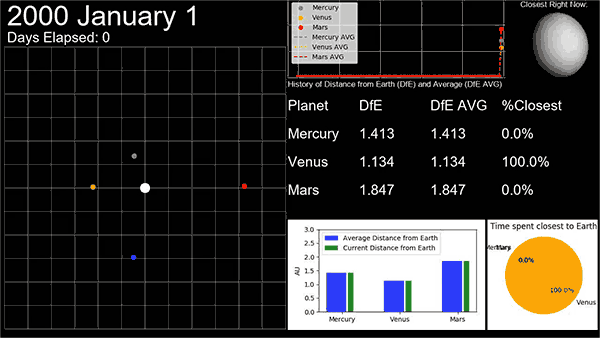 2000 January 1
Days Elapsed: 0
Mercury
Venus
Mars
Mercury AVG
Venus AVG
Mars AVG
Closest Right Now:
History of Distance from Earth (DfE) and Average (DfE AVG)
Planet DfE DfE AVG %Closest
Mercury 1.413 1.413 0.0%
Venus 1.134 1.134 100.0%
Mars 1.847 1.847 0.0%
Average Distance from Earth
Current Distance from Earth
AU
3.0
2.5
2.0
1.5
1.0
0.5
0.0
Mercury Venus Mars
Time spent closest to Earth
Mars
0.0%
100.0%
Venus